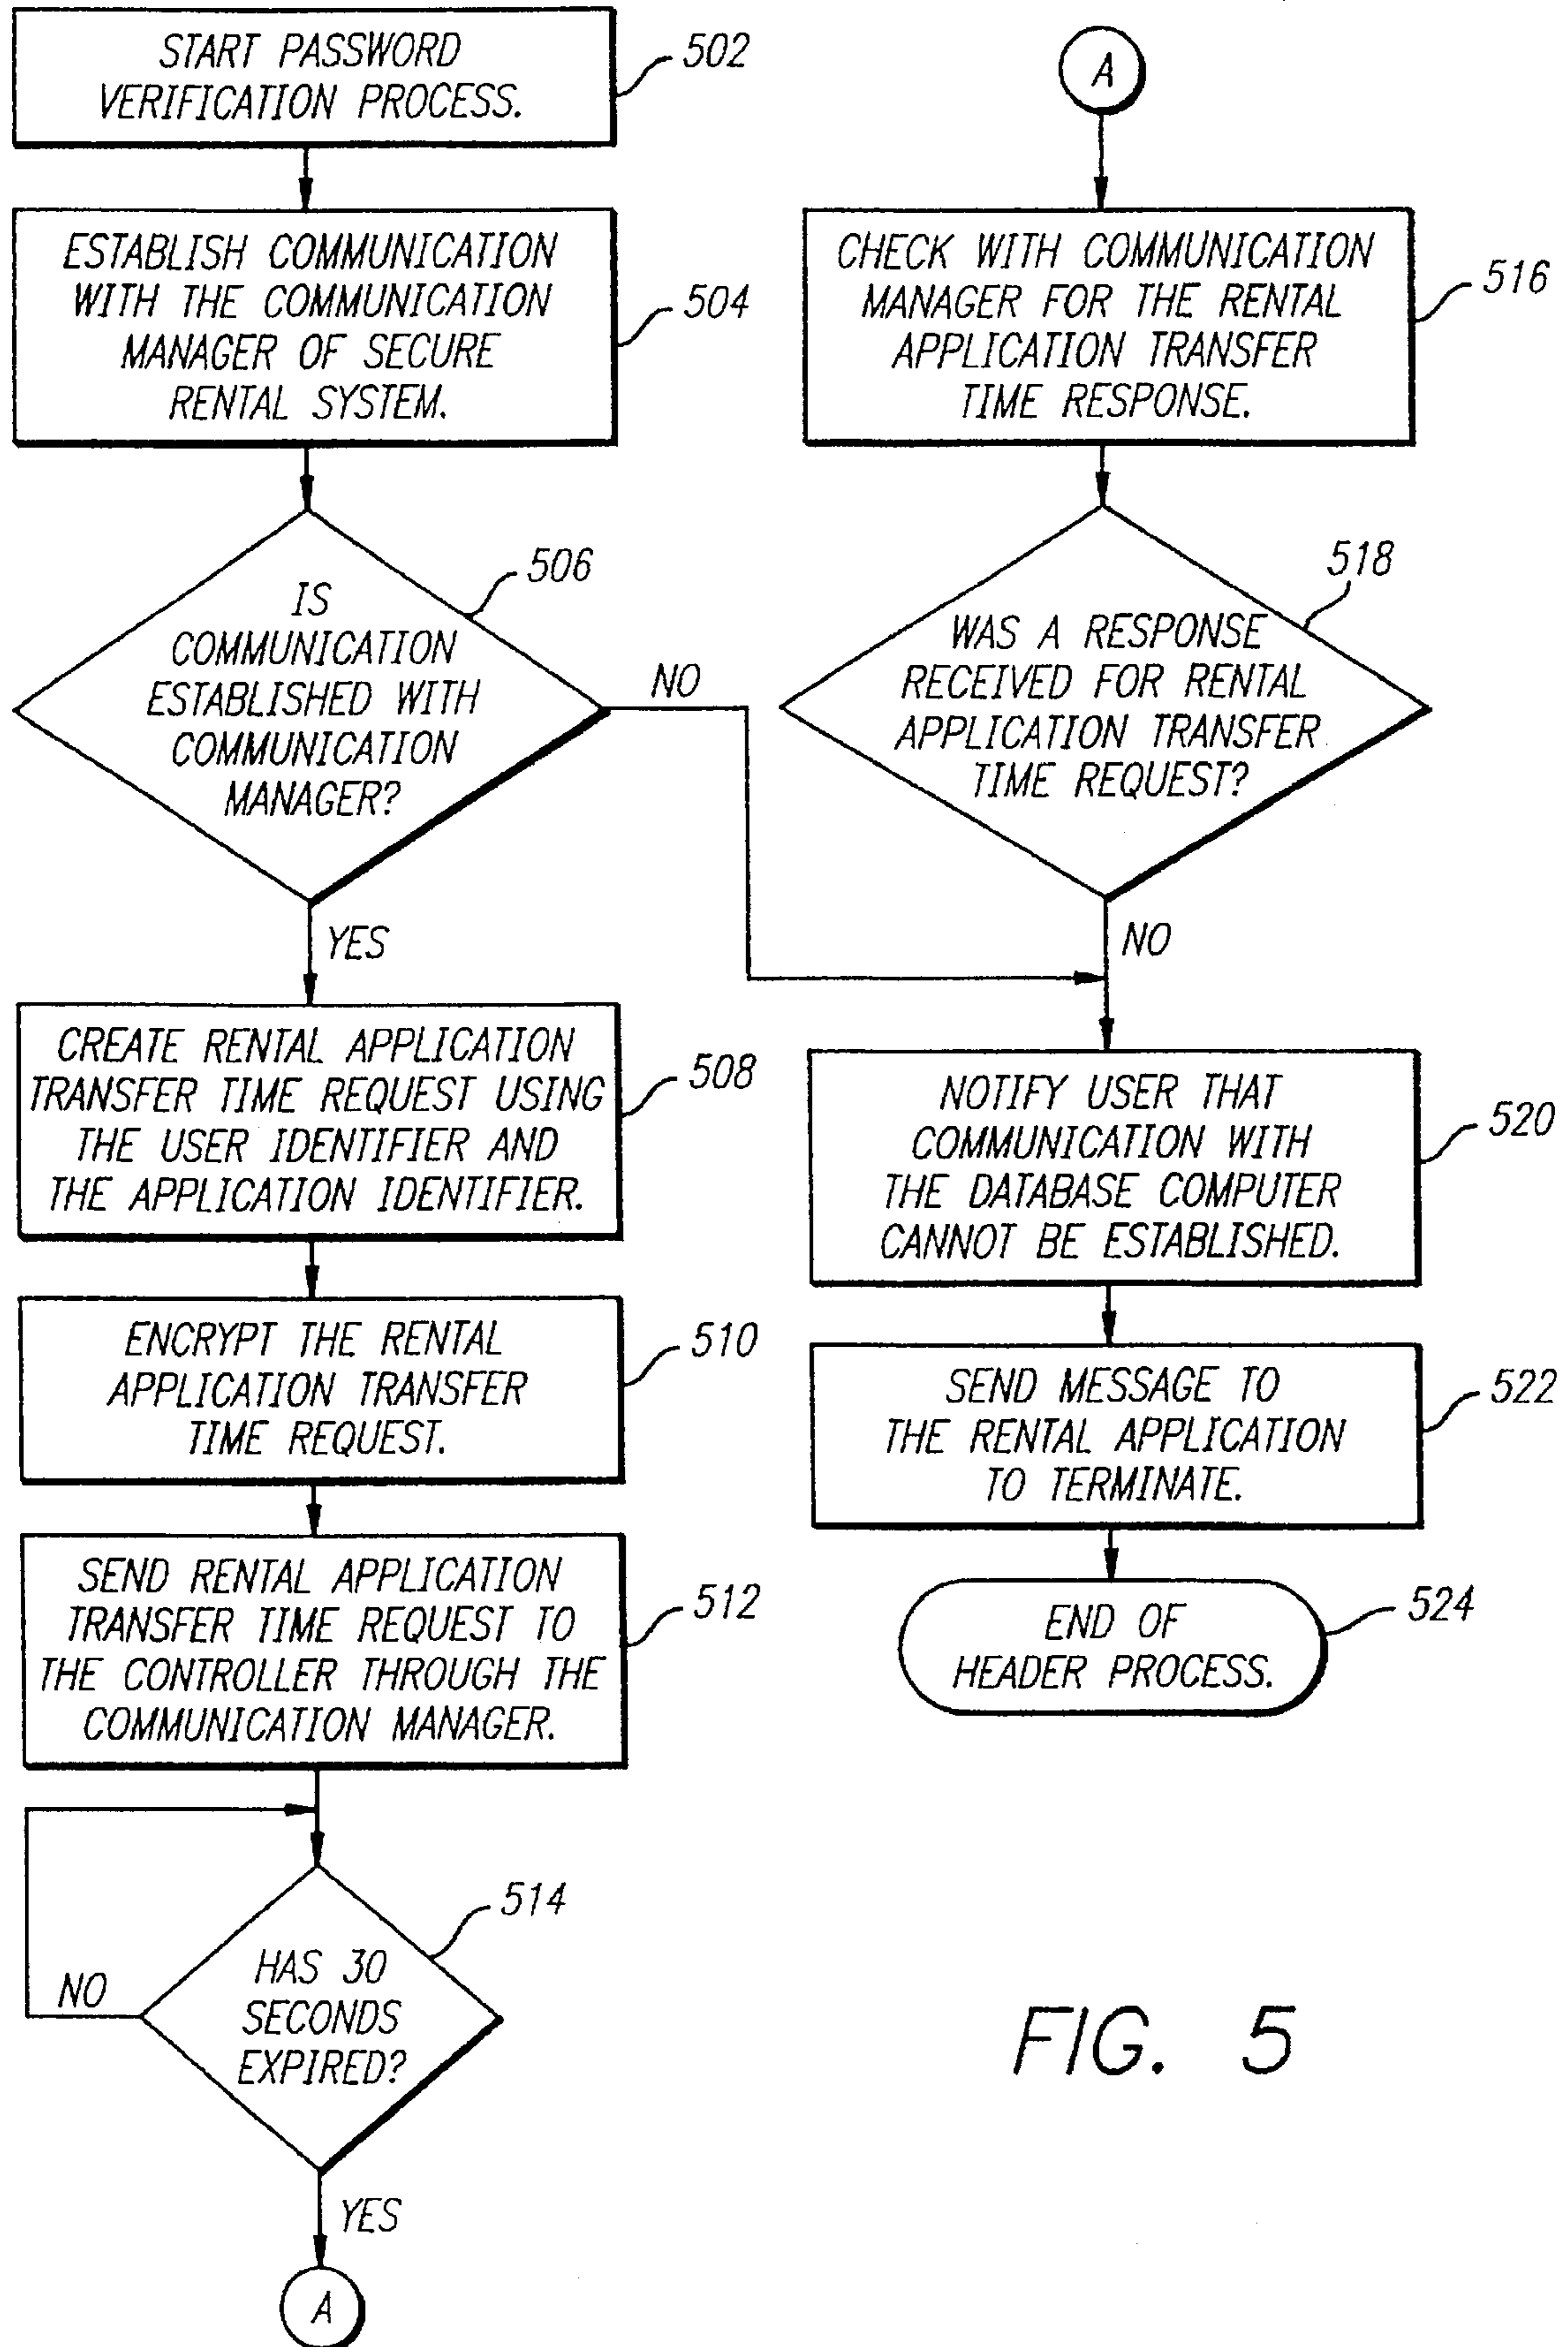 START PASSWORD
VERIFICATION PROCESS.
502
ESTABLISH COMMUNICATION
WITH THE COMMUNICATION
MANAGER OF SECURE
RENTAL SYSTEM.
504
IS
COMMUNICATION
ESTABLISHED WITH
COMMUNICATION
MANAGER?
506
NO
YES
CREATE RENTAL APPLICATION
TRANSFER TIME REQUEST USING
THE USER IDENTIFIER AND
THE APPLICATION IDENTIFIER.
508
ENCRYPT THE RENTAL
APPLICATION TRANSFER
TIME REQUEST.
510
SEND RENTAL APPLICATION
TRANSFER TIME REQUEST TO
THE CONTROLLER THROUGH THE
COMMUNICATION MANAGER.
512
HAS 30
SECONDS
EXPIRED?
514
NO
YES
A
A
CHECK WITH COMMUNICATION
MANAGER FOR THE RENTAL
APPLICATION TRANSFER
TIME RESPONSE.
516
WAS A RESPONSE
RECEIVED FOR RENTAL
APPLICATION TRANSFER
TIME REQUEST?
518
NO
NOTIFY USER THAT
COMMUNICATION WITH
THE DATABASE COMPUTER
CANNOT BE ESTABLISHED.
520
SEND MESSAGE TO
THE RENTAL APPLICATION
TO TERMINATE.
522
END OF
HEADER PROCESS.
524
FIG. 5